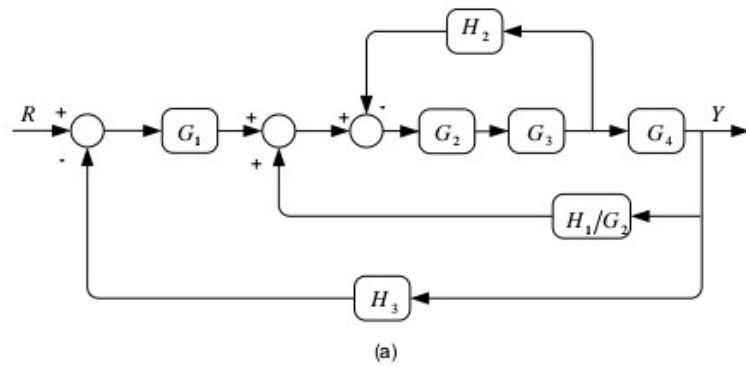 H₂
R + - G₁ + + + - G₂ G₃ G₄ Y
H₁/G₂
H₃
(a)